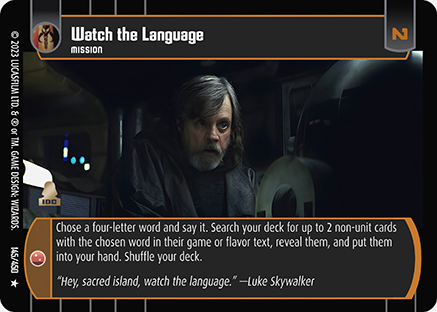 Watch the Language
MISSION
N
© 2023 LUCASFILM LTD. & ® or TM. GAME DESIGN: WIZARDS.
145/450 ★
IDC
Chose a four-letter word and say it. Search your deck for up to 2 non-unit cards
with the chosen word in their game or flavor text, reveal them, and put them
into your hand. Shuffle your deck.
“Hey, sacred island, watch the language.” —Luke Skywalker